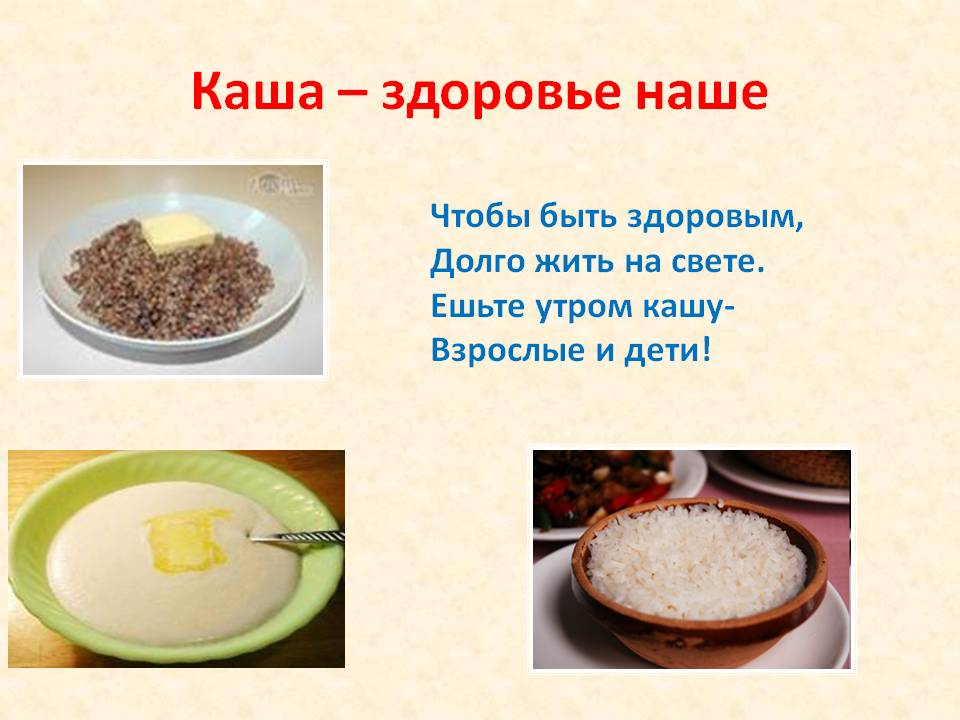 Каша – здоровье наше
Чтобы быть здоровым,
Долго жить на свете.
Ешьте утром кашу-
Взрослые и дети!